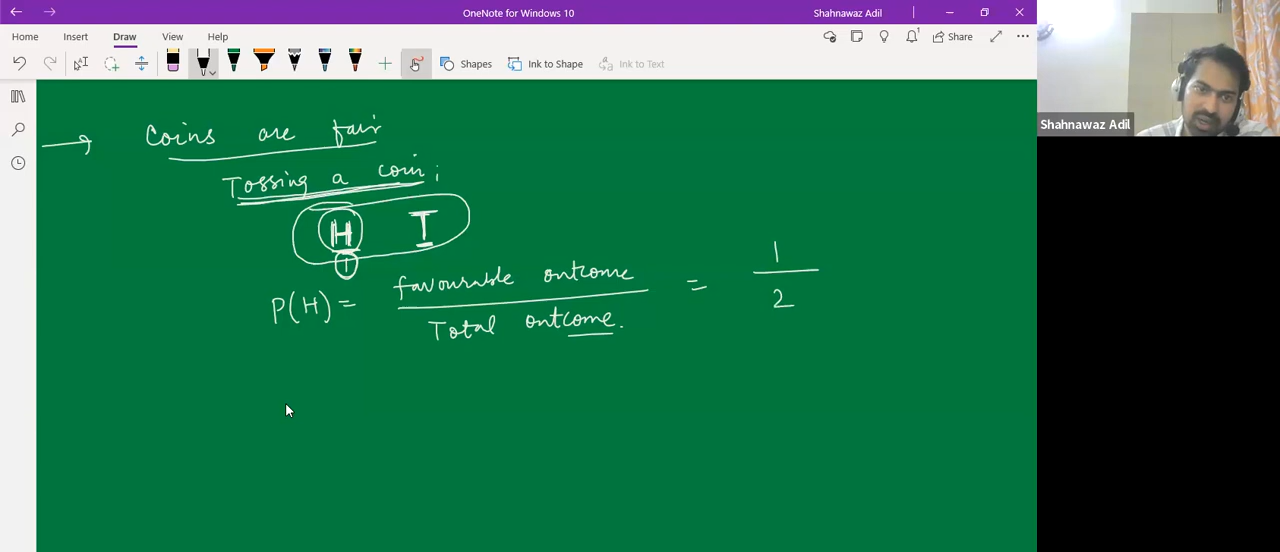 OneNote for Windows 10
Shahnawaz Adil
Home Insert Draw View Help
Shapes Ink to Shape Ink to Text Share
Shahnawaz Adil
→ Coins are fair
Tossing a coin;
H T
1
P(H) = favourable outcome / Total outcome. = 1/2